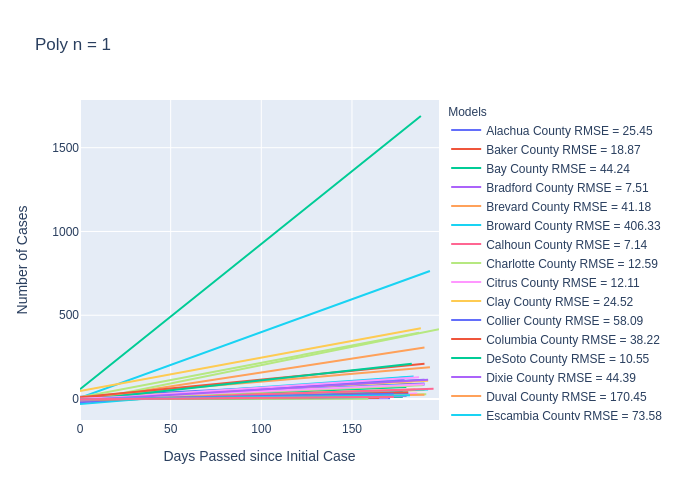 Poly n = 1
Models
Alachua County RMSE = 25.45
Baker County RMSE = 18.87
Bay County RMSE = 44.24
Bradford County RMSE = 7.51
Brevard County RMSE = 41.18
Broward County RMSE = 406.33
Calhoun County RMSE = 7.14
Charlotte County RMSE = 12.59
Citrus County RMSE = 12.11
Clay County RMSE = 24.52
Collier County RMSE = 58.09
Columbia County RMSE = 38.22
DeSoto County RMSE = 10.55
Dixie County RMSE = 44.39
Duval County RMSE = 170.45
Escambia County RMSE = 73.58
1500
1000
500
0
0
50
100
150
Number of Cases
Days Passed since Initial Case